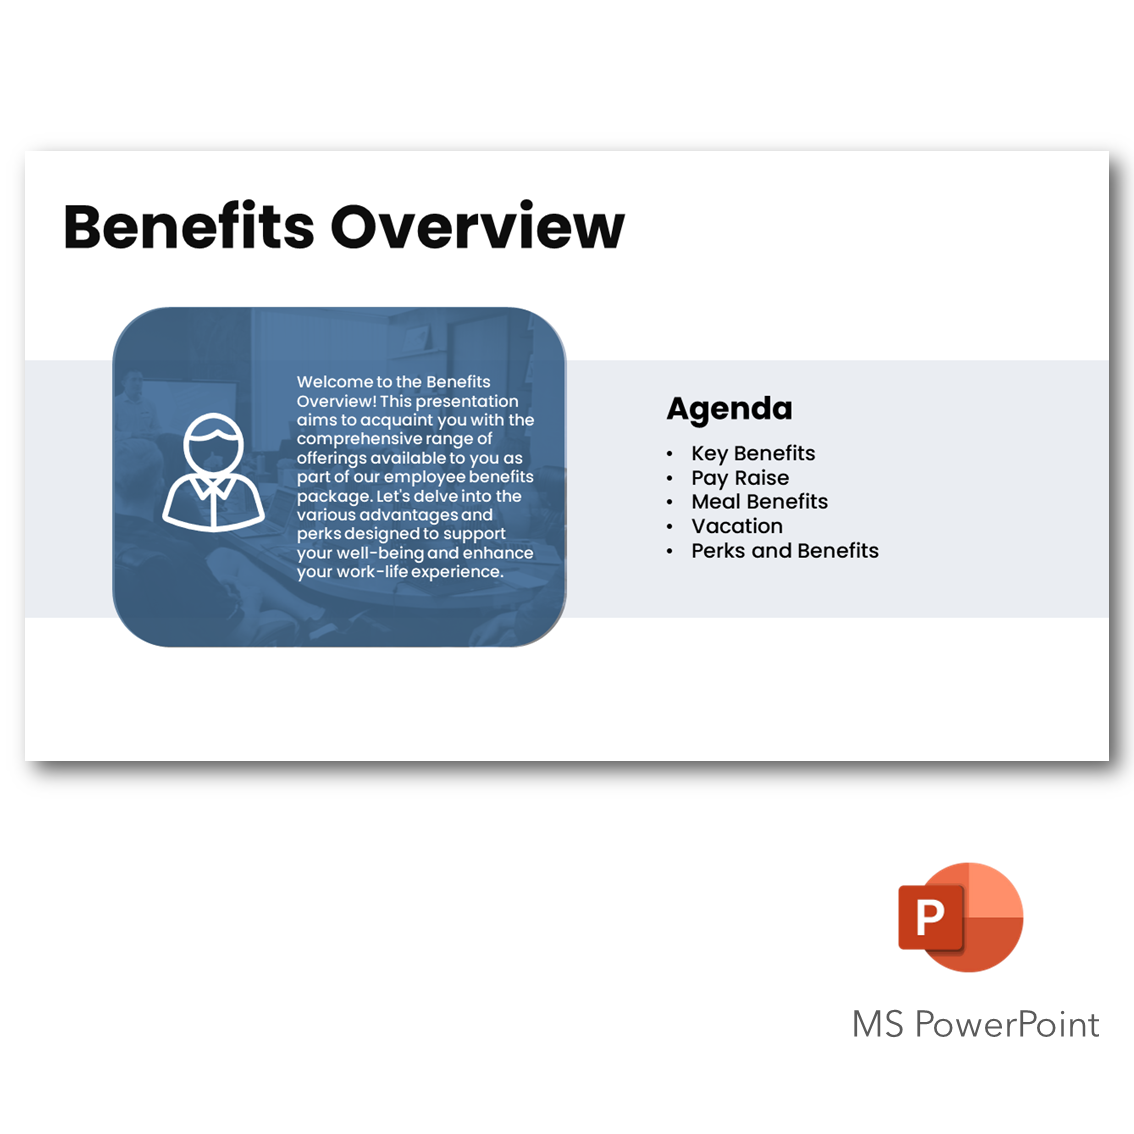 Benefits Overview
Welcome to the Benefits
Overview! This presentation
aims to acquaint you with the
comprehensive range of
offerings available to you as
part of our employee benefits
package. Let's delve into the
various advantages and
perks designed to support
your well-being and enhance
your work-life experience.
Agenda
• Key Benefits
• Pay Raise
• Meal Benefits
• Vacation
• Perks and Benefits
P
MS PowerPoint